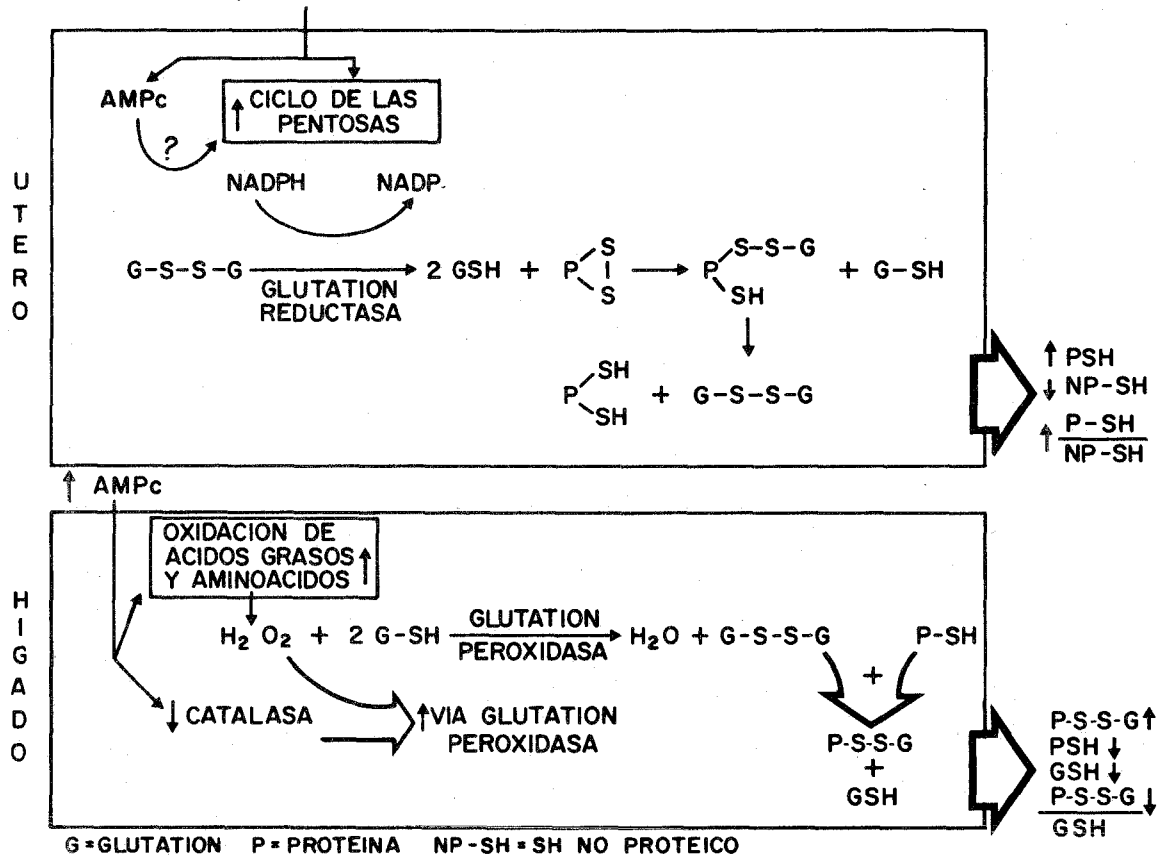 AMPc
↑ CICLO DE LAS
PENTOSAS
?
NADPH NADP
UTERO
G-S-S-G → 2 GSH + P S S → P S-S-G SH + G-SH
GLUTATION
REDUCTASA
P SH SH + G-S-S-G
↑ PSH
↓ NP-SH
↑ P-SH
NP-SH
↑ AMPc
OXIDACION DE
ACIDOS GRASOS ↑
Y AMINOACIDOS
HIGADO
H2O2 + 2 G-SH GLUTATION → H2O + G-S-S-G P-SH
PEROXIDASA
+
↓ CATALASA ↑VIA GLUTATION
PEROXIDASA
P-S-S-G
+
GSH
P-S-S-G↑
PSH↓
GSH↓
P-S-S-G↓
GSH
G=GLUTATION P=PROTEINA NP-SH=SH NO PROTEICO